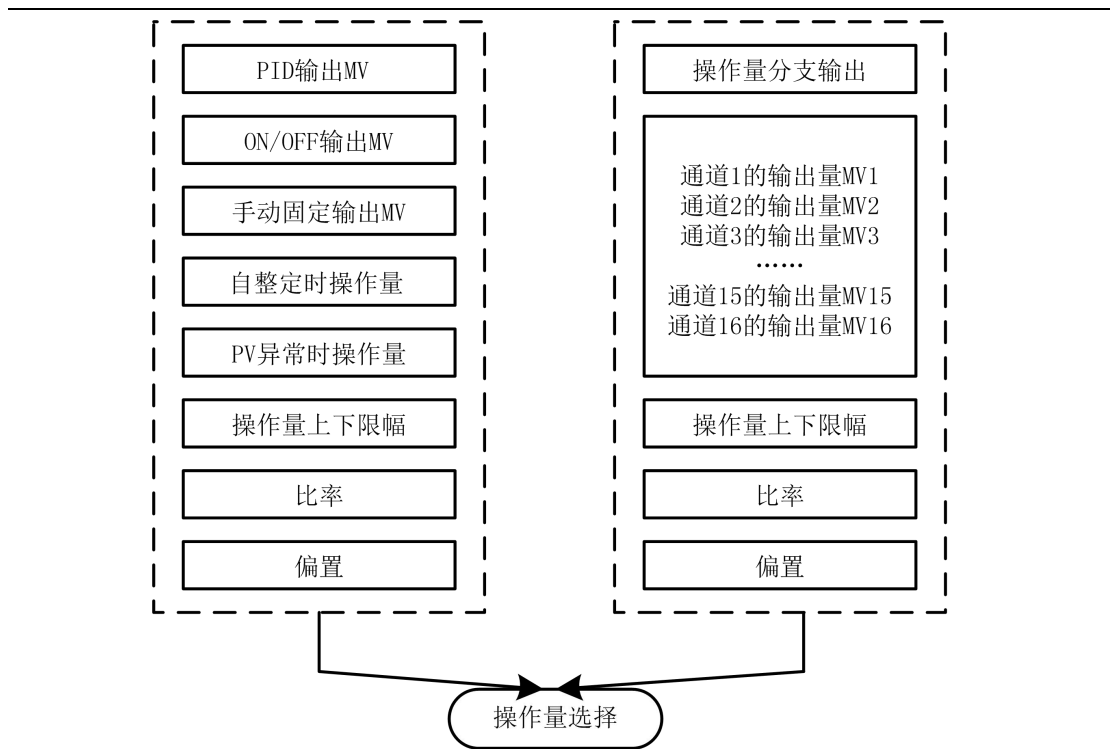 PID输出MV
ON/OFF输出MV
手动固定输出MV
自整定时操作量
PV异常时操作量
操作量上下限幅
比率
偏置
操作量分支输出
通道1的输出量MV1
通道2的输出量MV2
通道3的输出量MV3
……
通道15的输出量MV15
通道16的输出量MV16
操作量上下限幅
比率
偏置
操作量选择